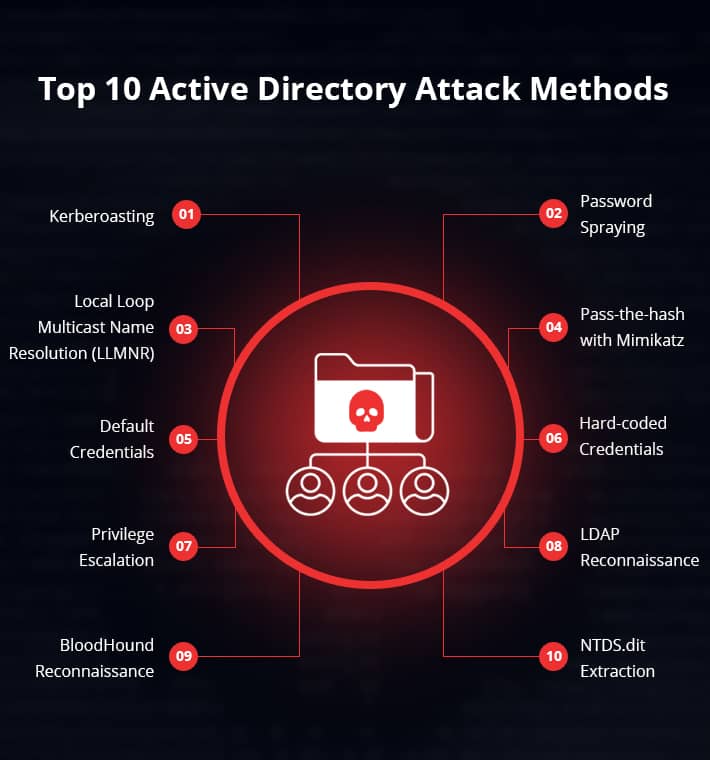 Top 10 Active Directory Attack Methods
Kerberoasting
01
02
Password
Spraying
Local Loop
Multicast Name
Resolution (LLMNR)
03
04
Pass-the-hash
with Mimikatz
Default
Credentials
05
06
Hard-coded
Credentials
Privilege
Escalation
07
08
LDAP
Reconnaissance
BloodHound
Reconnaissance
09
10
NTDS.dit
Extraction